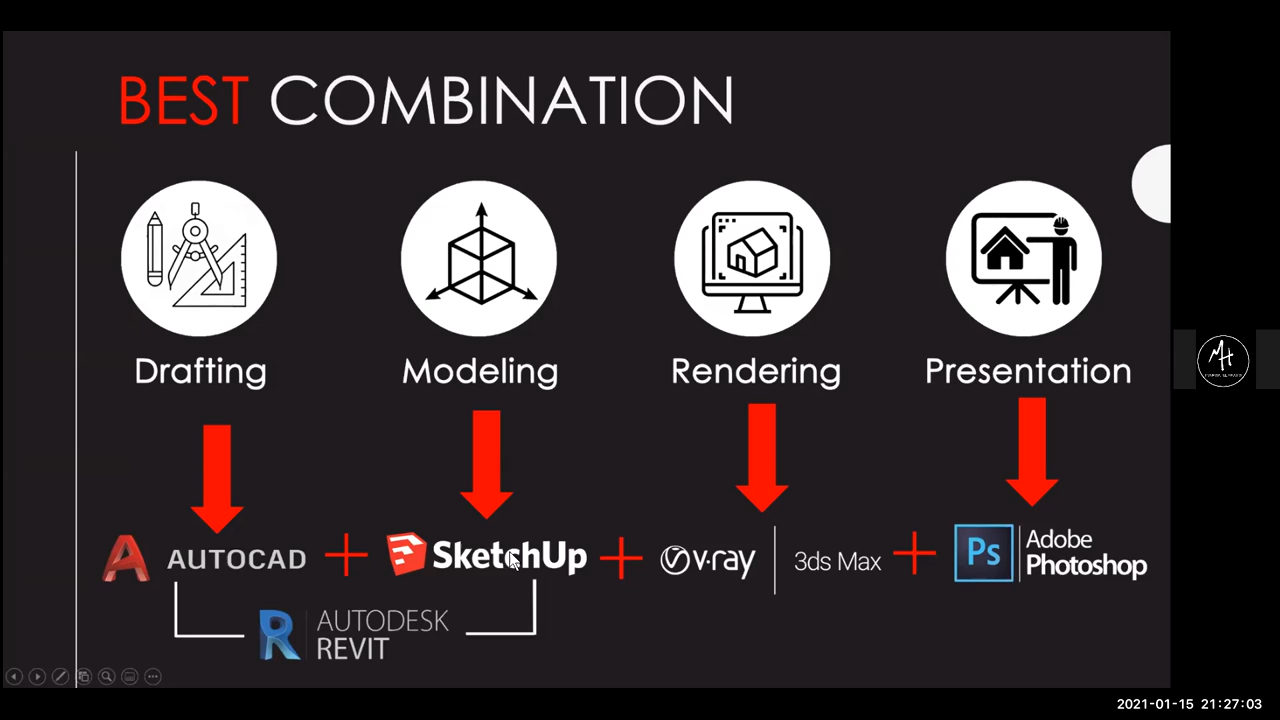 BEST COMBINATION
Drafting
Modeling
Rendering
Presentation
AUTOCAD
SketchUp
v·ray
3ds Max
Ps
Adobe
Photoshop
R
AUTODESK
REVIT
MH
2021-01-15 21:27:03